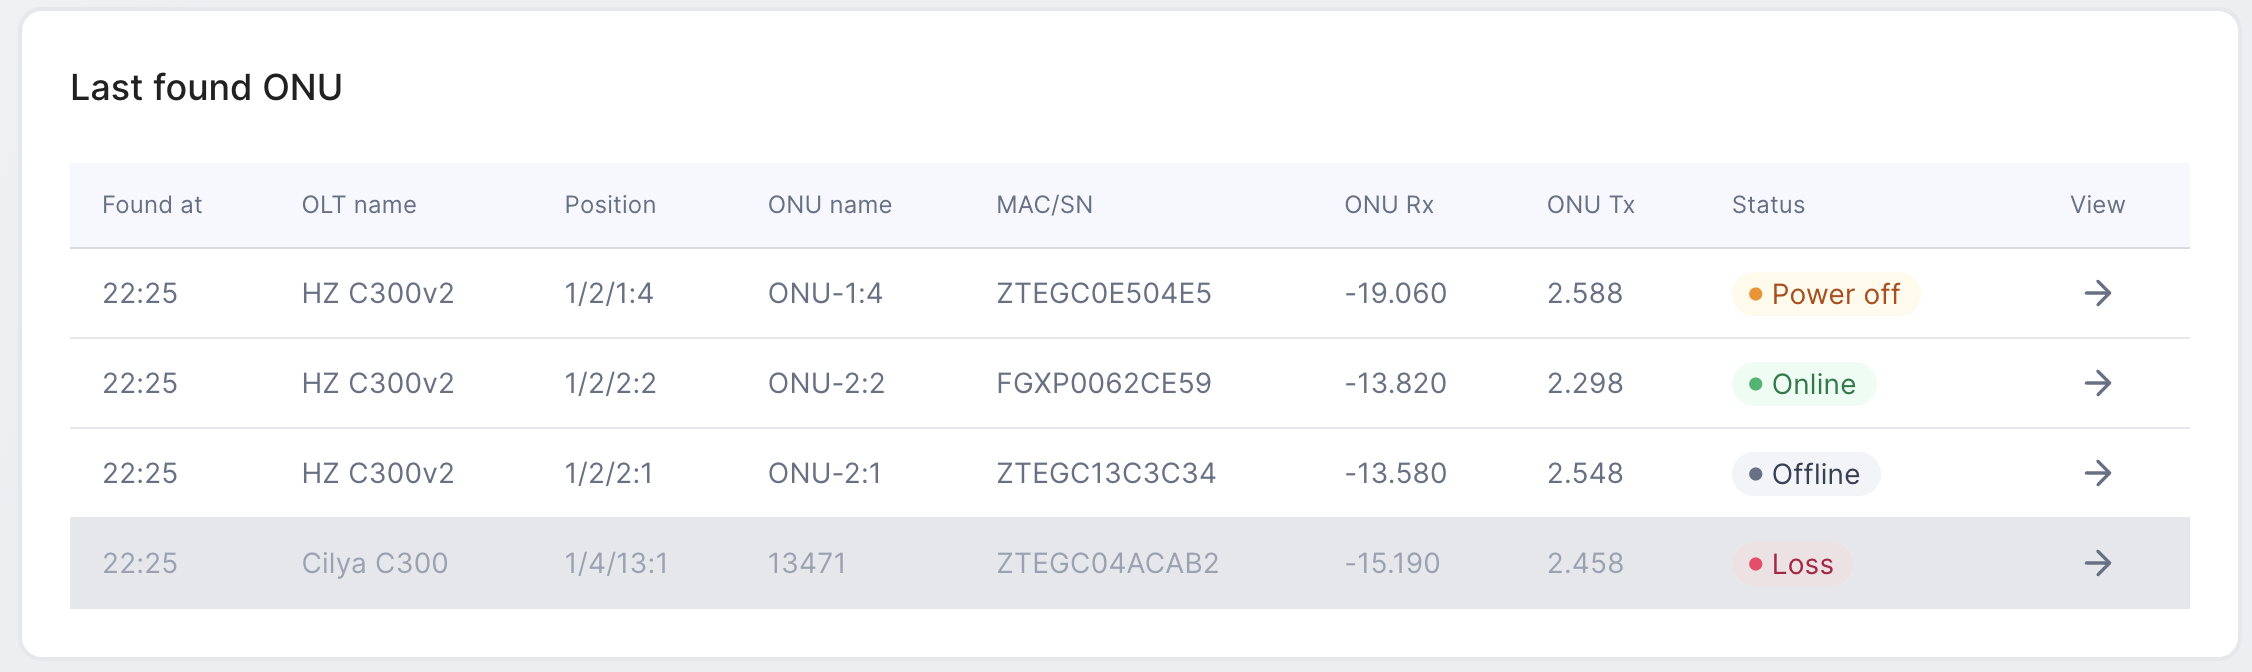 Last found ONU
Found at OLT name Position ONU name MAC/SN ONU Rx ONU Tx Status View
22:25 HZ C300v2 1/2/1:4 ONU-1:4 ZTEGC0E504E5 -19.060 2.588 Power off
22:25 HZ C300v2 1/2/2:2 ONU-2:2 FGXP0062CE59 -13.820 2.298 Online
22:25 HZ C300v2 1/2/2:1 ONU-2:1 ZTEGC13C3C34 -13.580 2.548 Offline
22:25 Cilya C300 1/4/13:1 13471 ZTEGC04ACAB2 -15.190 2.458 Loss